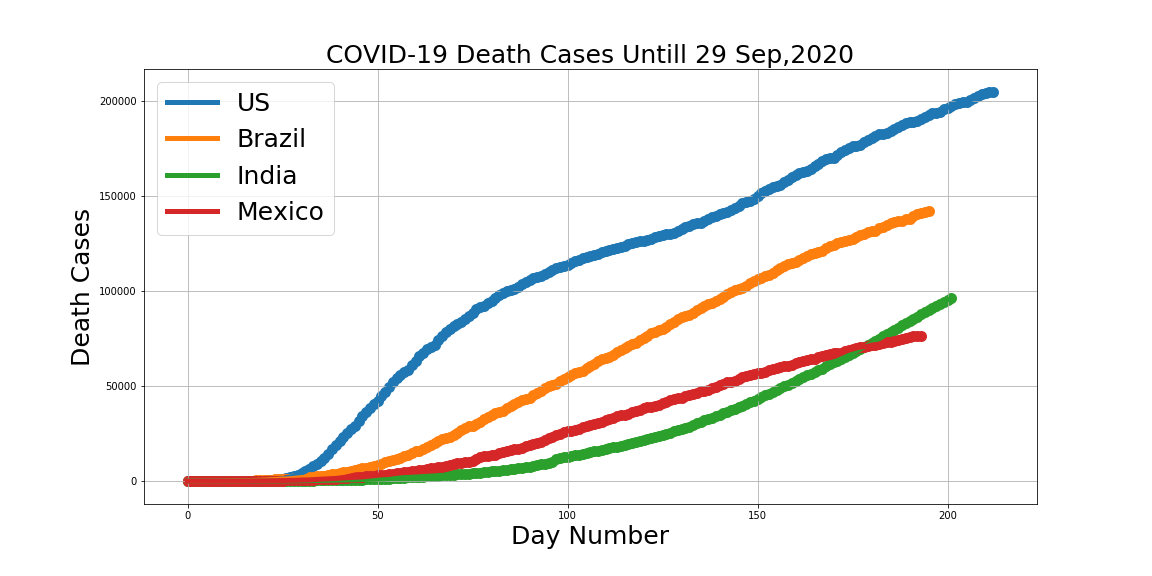 COVID-19 Death Cases Untill 29 Sep,2020
US
Brazil
India
Mexico
Death Cases
200000
150000
100000
50000
0
0 50 100 150 200
Day Number